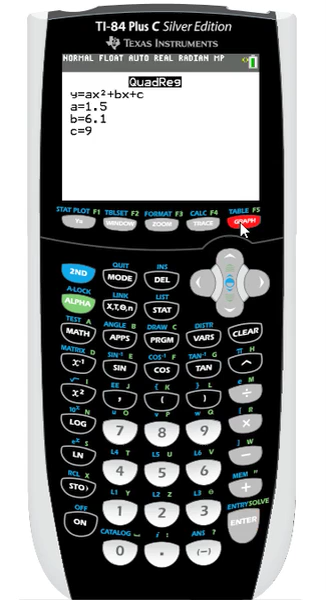 TI-84 Plus C Silver Edition
TEXAS INSTRUMENTS
NORMAL FLOAT AUTO REAL RADIAN MP
QuadReg
y=ax²+bx+c
a=1.5
b=6.1
c=9
STAT PLOT F1 TBLSET F2 FORMAT F3 CALC F4 TABLE F5
Y= WINDOW ZOOM TRACE GRAPH
QUIT INS
2ND MODE DEL
A-LOCK LINK LIST
ALPHA X,T,θ,n STAT
TEST A ANGLE B DRAW C DISTR
MATH APPS PRGM VARS CLEAR
MATRIX D SIN⁻¹ E COS⁻¹ F TAN⁻¹ G π H
x⁻¹ SIN COS TAN ^
√ I EE J { K } L e M
x² , ( ) ÷
10ˣ N u O v P w Q [ R
LOG 7 8 9 ×
eˣ S L4 T L5 U L6 V ] W
LN 4 5 6 −
RCL X L1 Y L2 Z L3 θ MEM "
STO› 1 2 3 +
OFF CATALOG ⎵ i : ANS ? ENTRY SOLVE
ON 0 . (−) ENTER